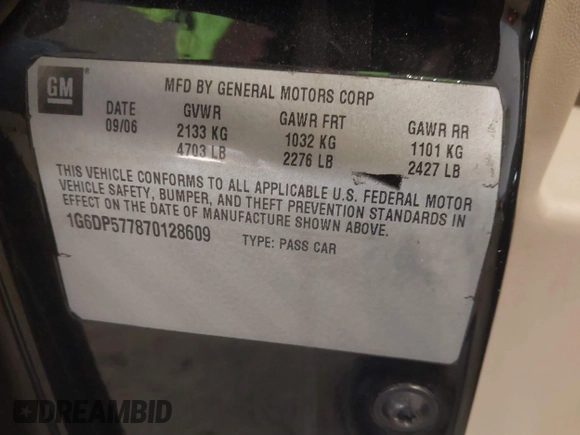 GM ®
MFD BY GENERAL MOTORS CORP
DATE GVWR GAWR FRT GAWR RR
09/06 2133 KG 1032 KG 1101 KG
4703 LB 2276 LB 2427 LB
THIS VEHICLE CONFORMS TO ALL APPLICABLE U.S. FEDERAL MOTOR
VEHICLE SAFETY, BUMPER, AND THEFT PREVENTION STANDARDS IN
EFFECT ON THE DATE OF MANUFACTURE SHOWN ABOVE.
1G6DP577870128609 TYPE: PASS CAR
DREAMBID